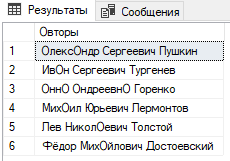 Результаты Сообщения
Авторы
1 ОлексОндр Сергеевич Пушкин
2 ИвОн Сергеевич Тургенев
3 ОннО ОндреевнО Горенко
4 МихОил Юрьевич Лермонтов
5 Лев НиколОевич Толстой
6 Фёдор МихОйлович Достоевский